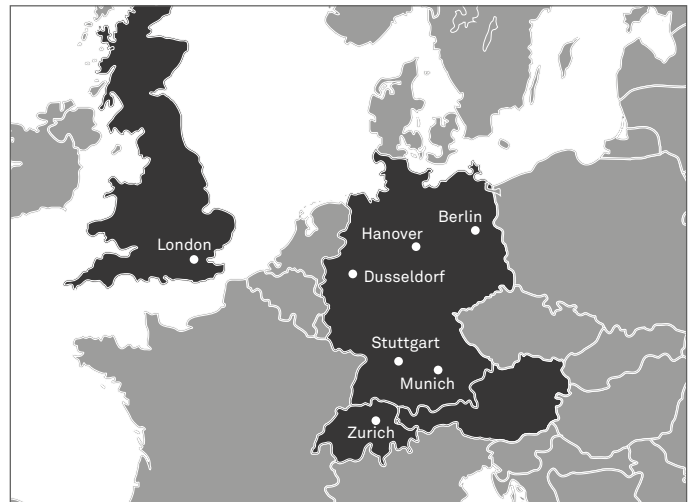 Berlin
Hanover
London
Dusseldorf
Stuttgart
Munich
Zurich